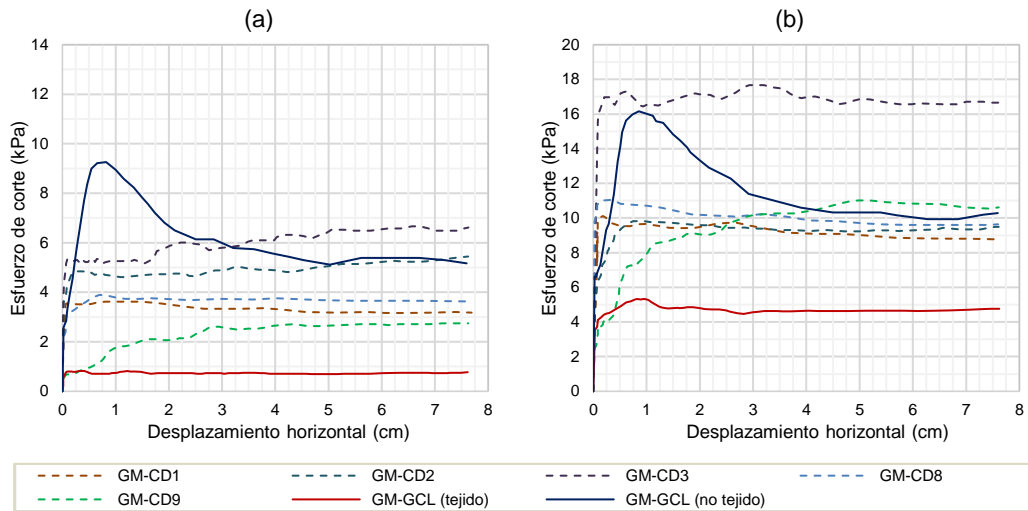 (a)
(b)
Esfuerzo de corte (kPa)
14
12
10
8
6
4
2
0
0 1 2 3 4 5 6 7 8
Desplazamiento horizontal (cm)
Esfuerzo de corte (kPa)
20
18
16
14
12
10
8
6
4
2
0
0 1 2 3 4 5 6 7 8
Desplazamiento horizontal (cm)
GM-CD1 GM-CD2 GM-CD3 GM-CD8
GM-CD9 GM-GCL (tejido) GM-GCL (no tejido)